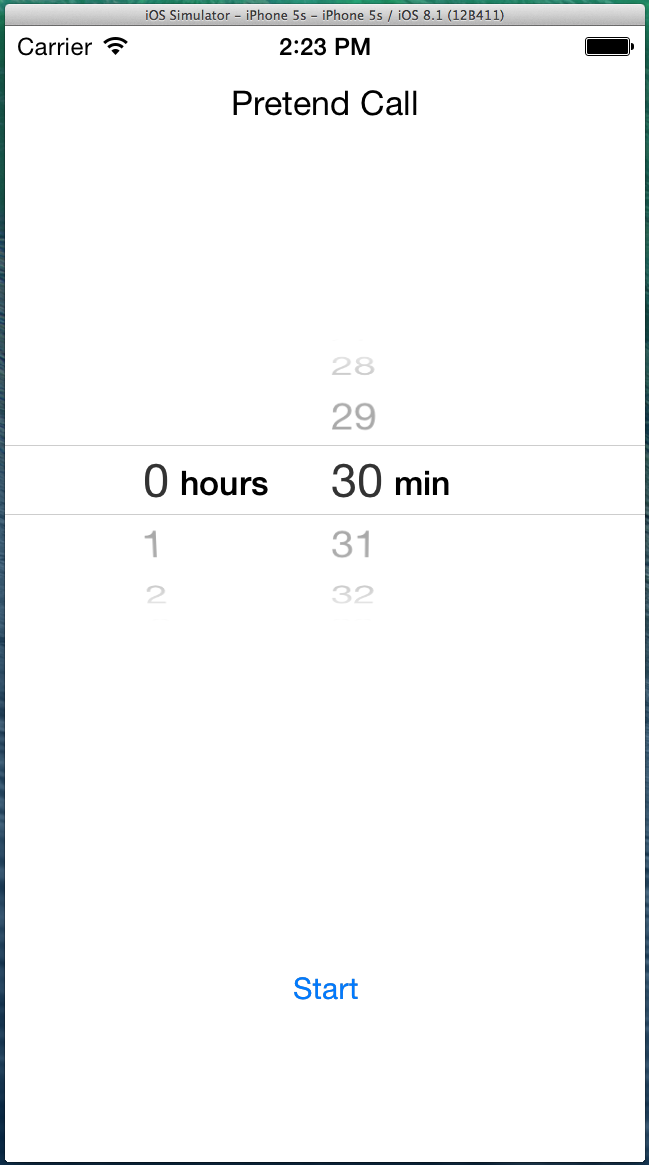 iOS Simulator – iPhone 5s – iPhone 5s / iOS 8.1 (12B411)
Carrier 2:23 PM
Pretend Call
28
29
0 hours 30 min
1 31
2 32
Start